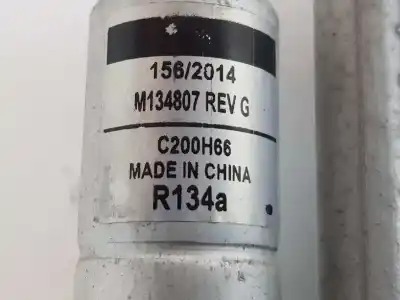 156/2014
M134807 REV G
C200H66
MADE IN CHINA
R134a